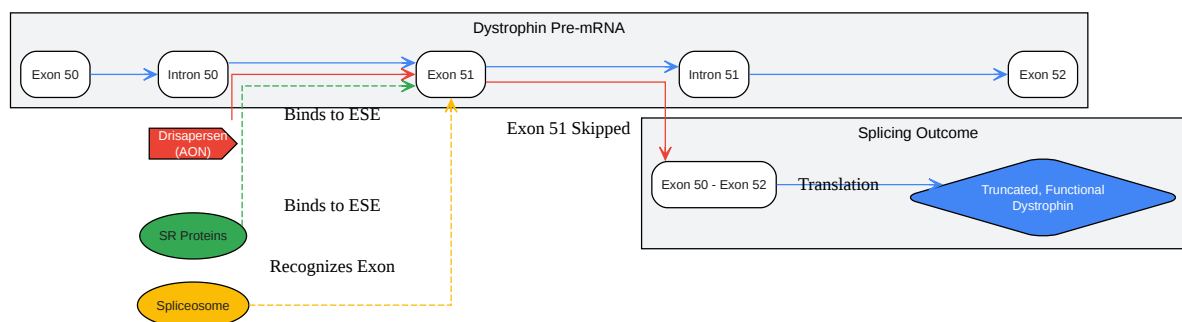 Dystrophin Pre-mRNA
Exon 50
Intron 50
Exon 51
Intron 51
Exon 52
Binds to ESE
Drisapersen
(AON)
Exon 51 Skipped
Splicing Outcome
Exon 50 - Exon 52
Translation
Truncated, Functional
Dystrophin
Binds to ESE
SR Proteins
Recognizes Exon
Spliceosome